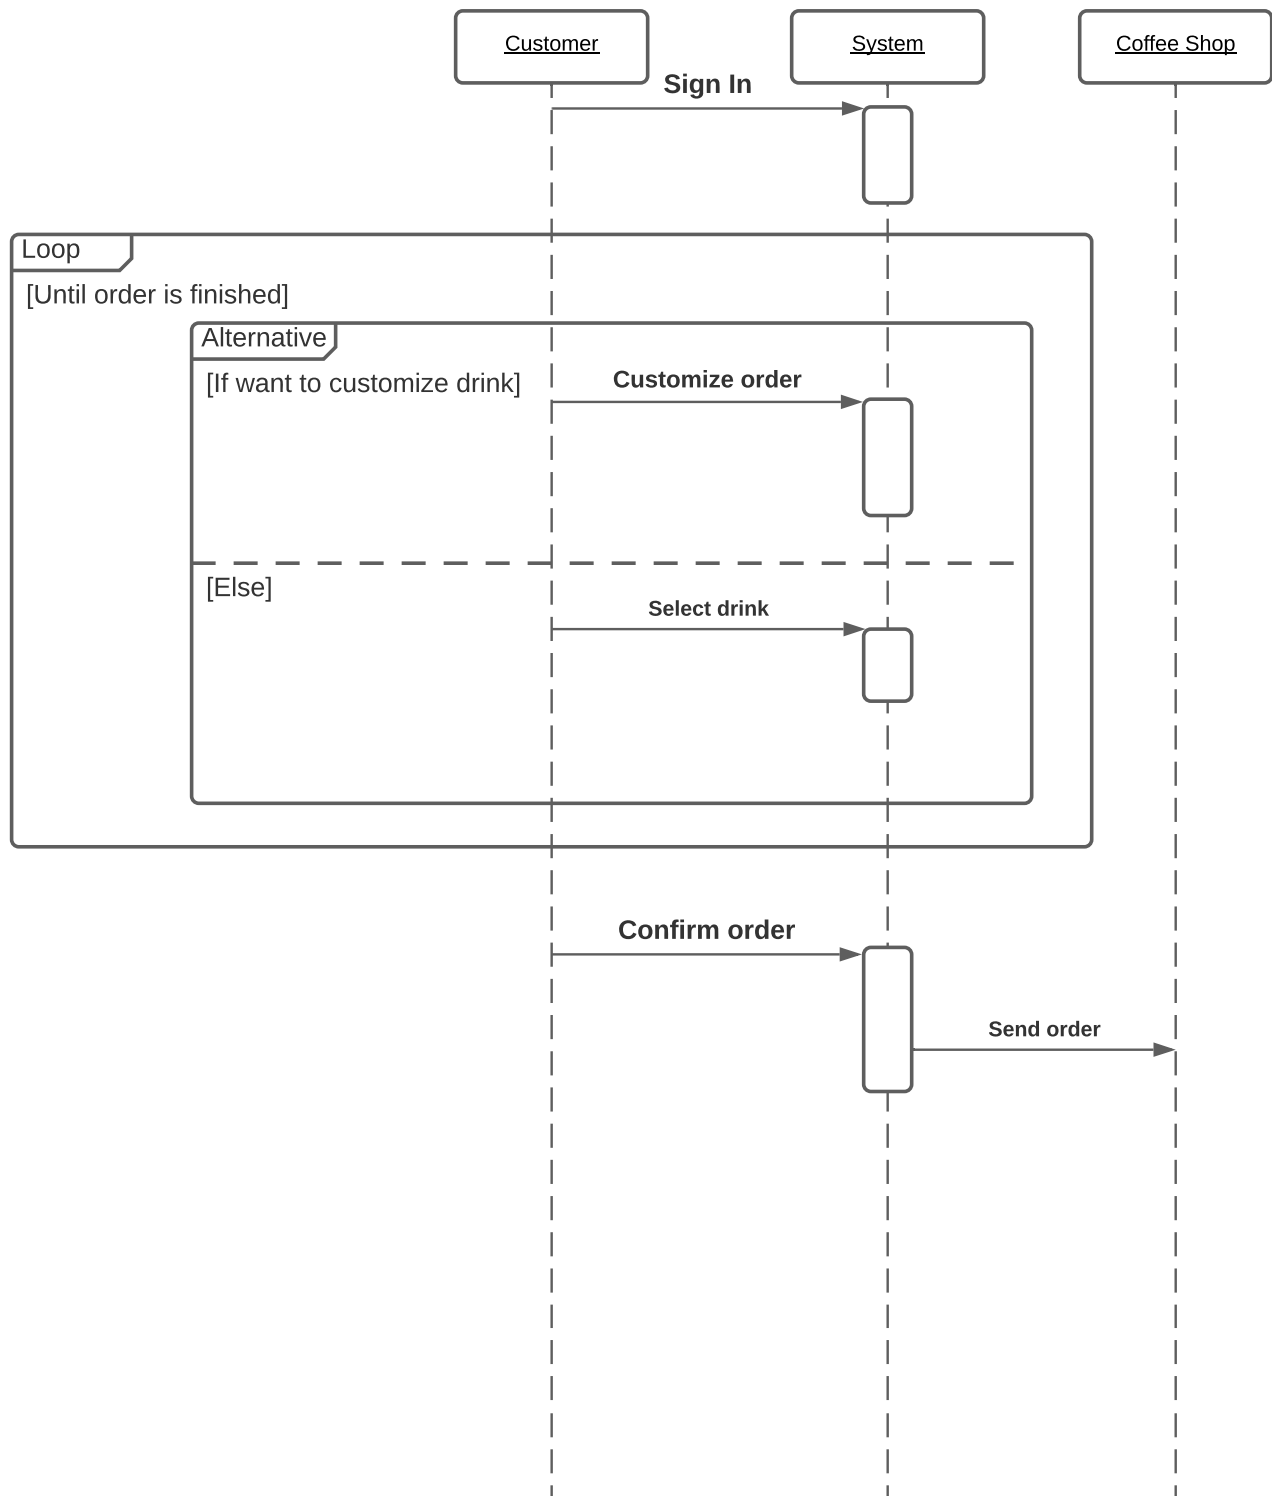 Customer
System
Coffee Shop
Sign In
Loop
[Until order is finished]
Alternative
[If want to customize drink]
Customize order
[Else]
Select drink
Confirm order
Send order